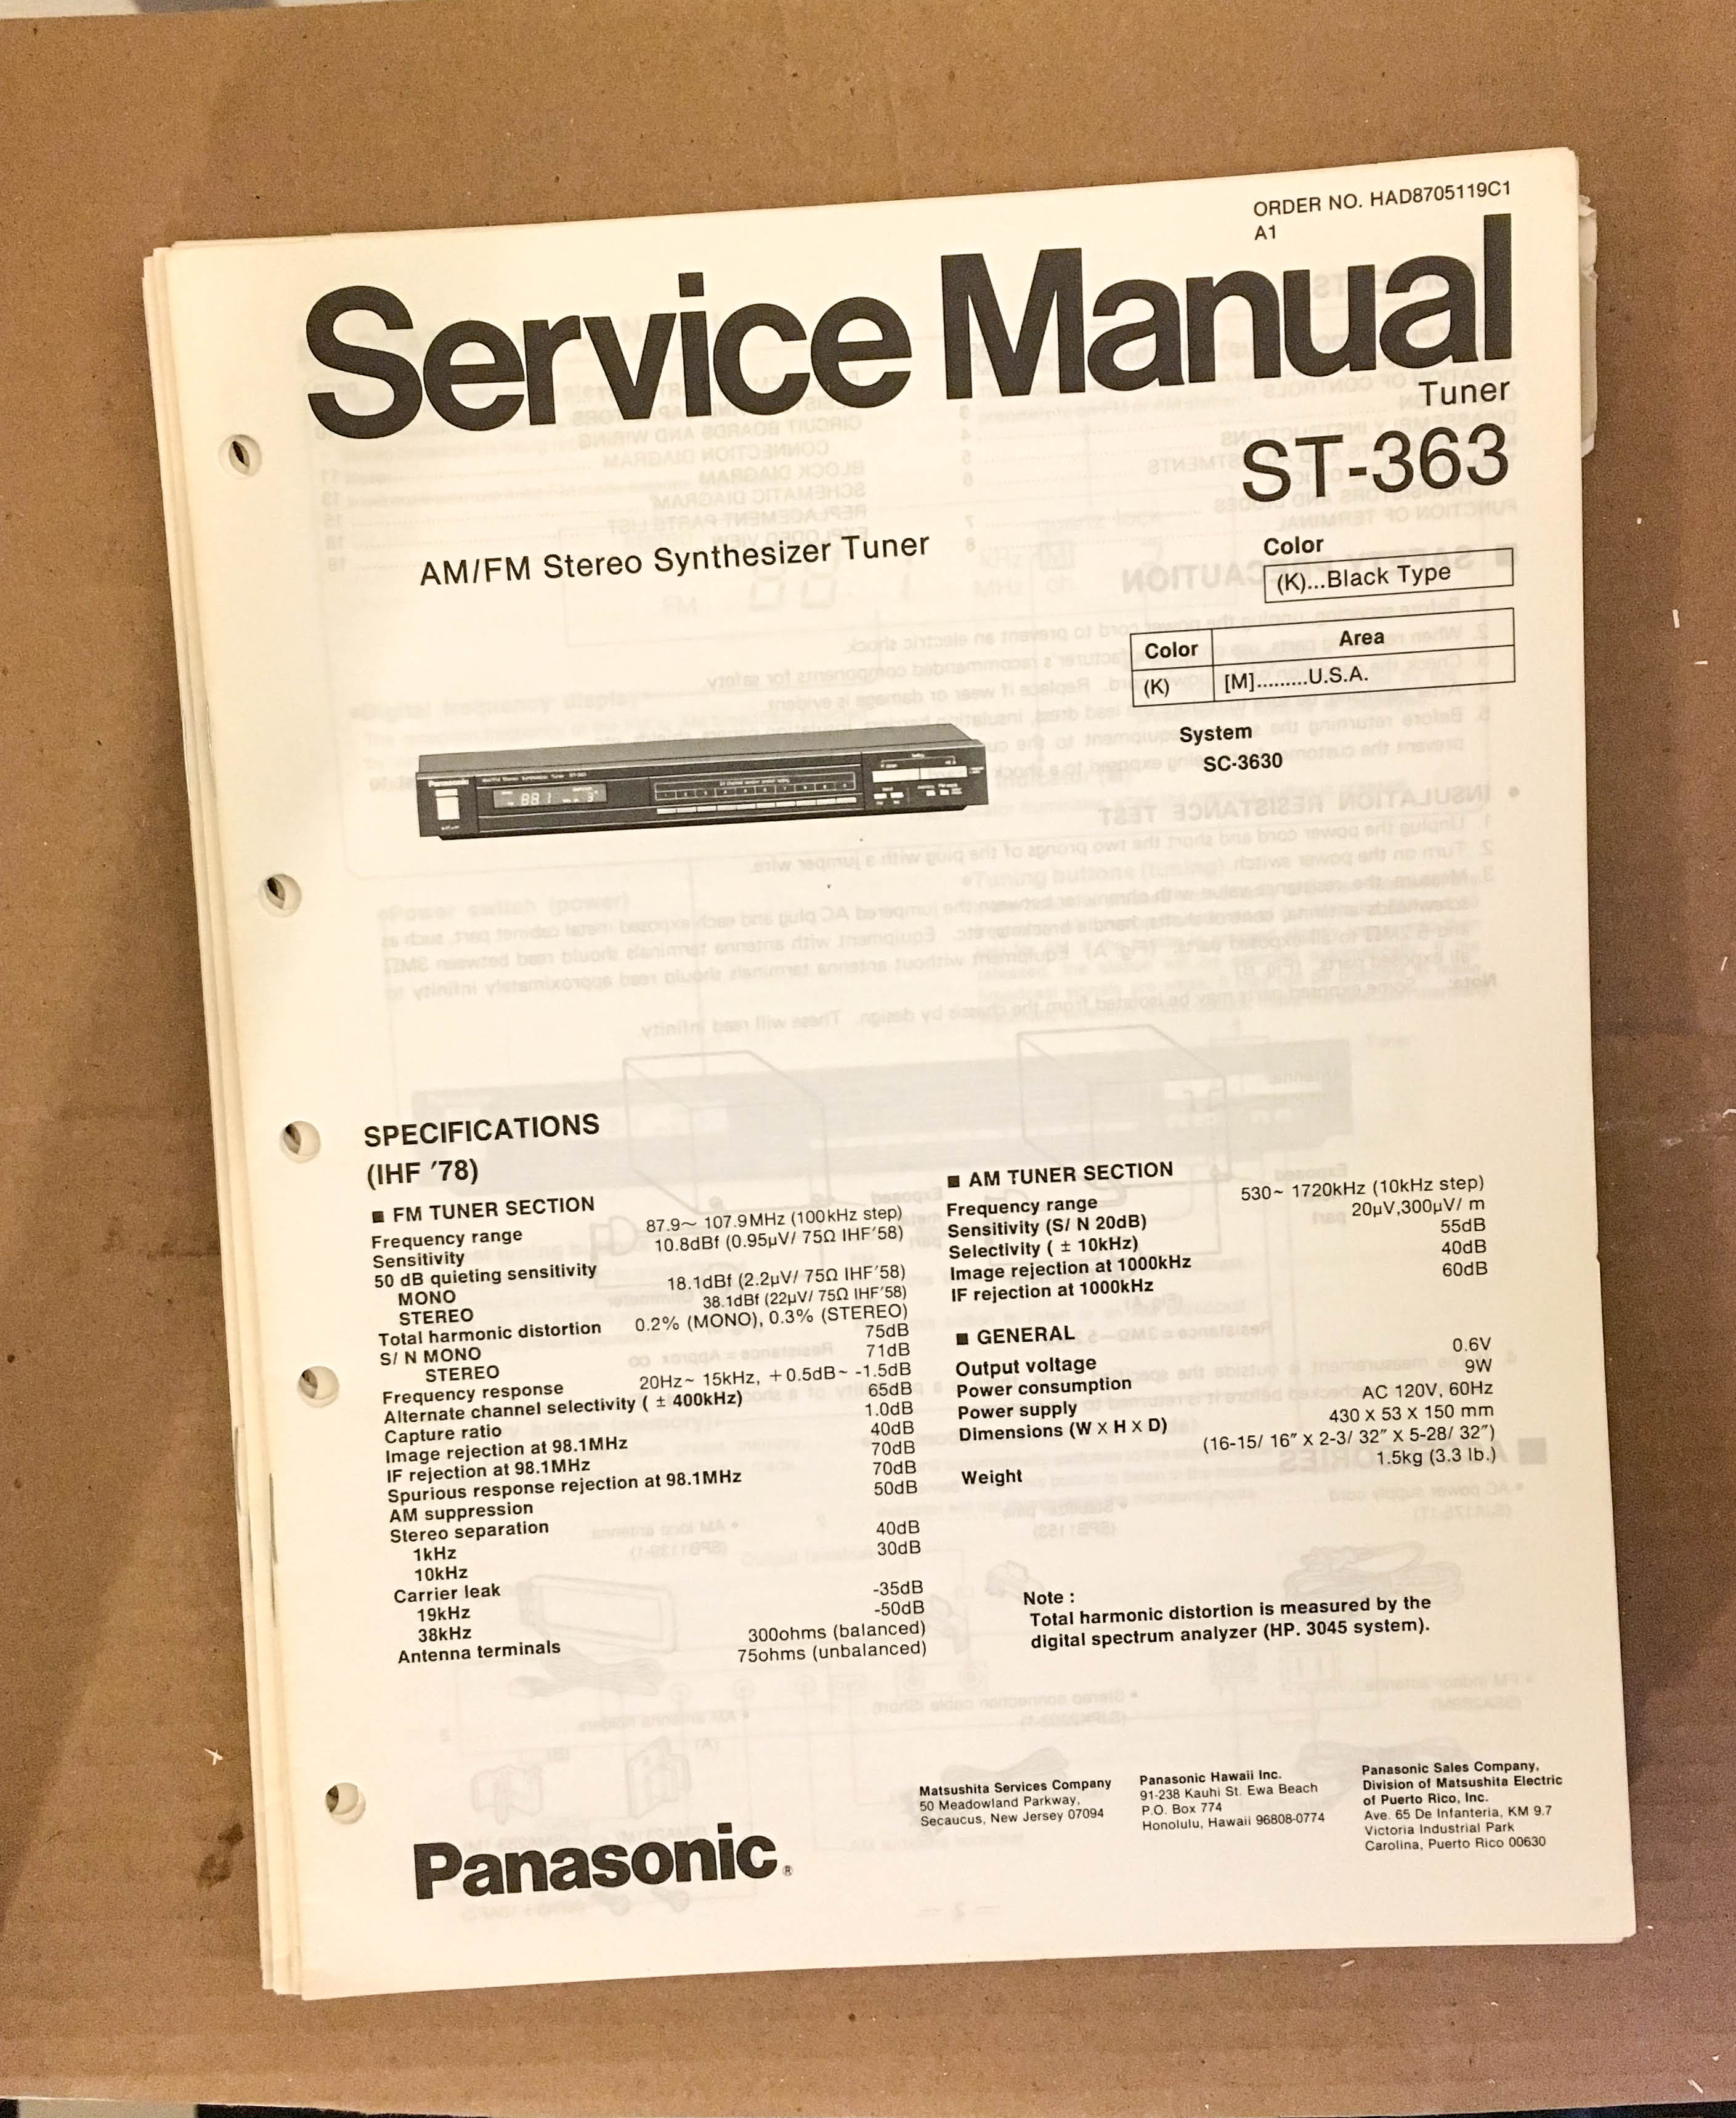 ORDER NO. HAD8705119C1
A1
Service Manual
Tuner
ST-363
AM/FM Stereo Synthesizer Tuner
Color
(K)...Black Type
Color Area
(K) [M].........U.S.A.
System
SC-3630
Panasonic
SPECIFICATIONS
(IHF '78)
■ FM TUNER SECTION
Frequency range 87.9~ 107.9MHz (100kHz step)
Sensitivity 10.8dBf (0.95µV/ 75Ω IHF'58)
50 dB quieting sensitivity
MONO 18.1dBf (2.2µV/ 75Ω IHF'58)
STEREO 38.1dBf (22µV/ 75Ω IHF'58)
Total harmonic distortion 0.2% (MONO), 0.3% (STEREO)
S/ N MONO 75dB
STEREO 71dB
Frequency response 20Hz~ 15kHz, +0.5dB~ -1.5dB
Alternate channel selectivity ( ± 400kHz) 65dB
Capture ratio 1.0dB
Image rejection at 98.1MHz 40dB
IF rejection at 98.1MHz 70dB
Spurious response rejection at 98.1MHz 70dB
AM suppression 50dB
Stereo separation
1kHz 40dB
10kHz 30dB
Carrier leak
19kHz -35dB
38kHz -50dB
Antenna terminals 300ohms (balanced)
75ohms (unbalanced)
■ AM TUNER SECTION
Frequency range 530~ 1720kHz (10kHz step)
Sensitivity (S/ N 20dB) 20µV,300µV/ m
Selectivity ( ± 10kHz) 55dB
Image rejection at 1000kHz 40dB
IF rejection at 1000kHz 60dB
■ GENERAL
Output voltage 0.6V
Power consumption 9W
Power supply AC 120V, 60Hz
Dimensions (W X H X D) 430 X 53 X 150 mm
(16-15/ 16″ X 2-3/ 32″ X 5-28/ 32″)
Weight 1.5kg (3.3 lb.)
Note :
Total harmonic distortion is measured by the
digital spectrum analyzer (HP. 3045 system).
Panasonic®
Matsushita Services Company
50 Meadowland Parkway,
Secaucus, New Jersey 07094
Panasonic Hawaii Inc.
91-238 Kauhi St. Ewa Beach
P.O. Box 774
Honolulu, Hawaii 96808-0774
Panasonic Sales Company,
Division of Matsushita Electric
of Puerto Rico, Inc.
Ave. 65 De Infanteria, KM 9.7
Victoria Industrial Park
Carolina, Puerto Rico 00630